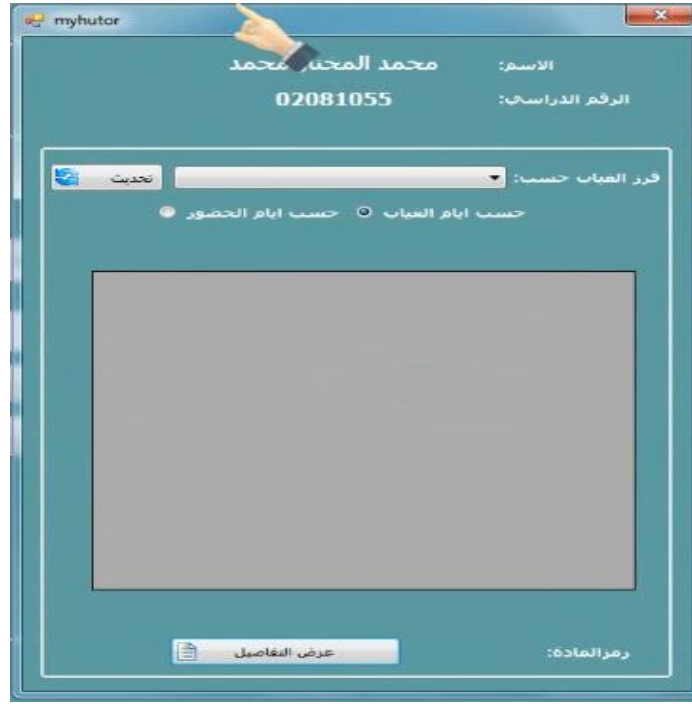 myhutor
الاسم: محمد المختار محمد
الرقم الدراسي: 02081055
فرز الغياب حسب: تحديث
حسب ايام الغياب حسب ايام الحضور
رمزالمادة: عرض التفاصيل